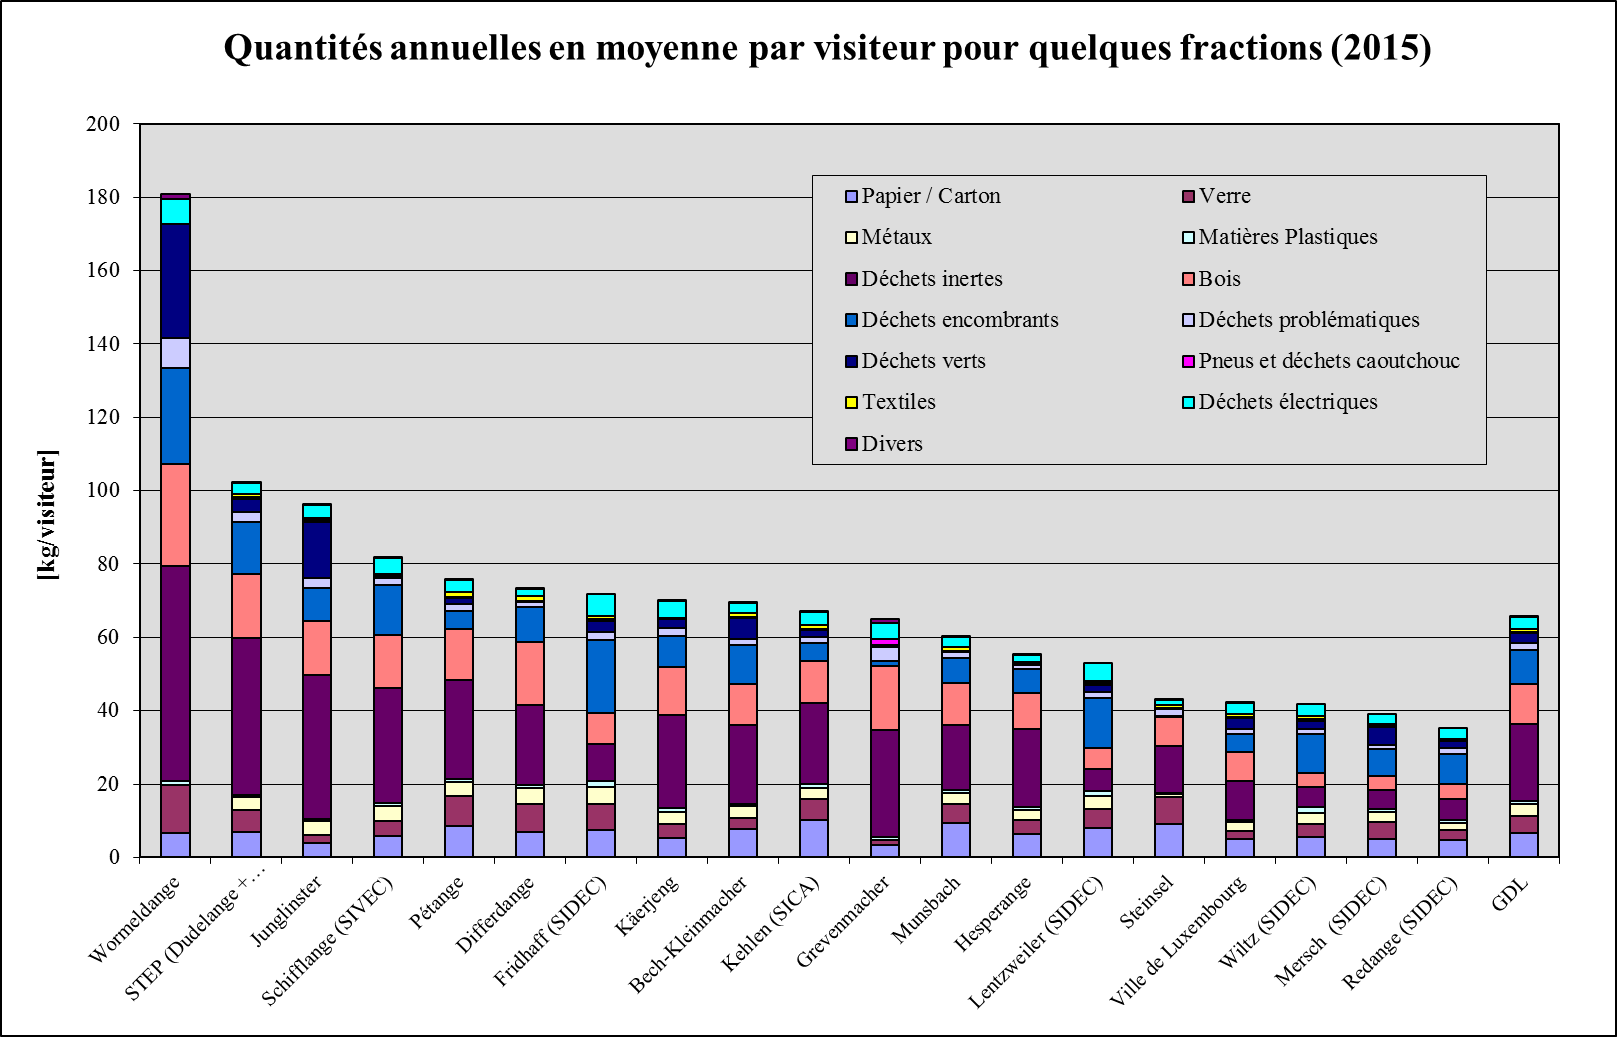 Quantités annuelles en moyenne par visiteur pour quelques fractions (2015)
[kg/visiteur]
200
180
160
140
120
100
80
60
40
20
0
Papier / Carton
Verre
Métaux
Matières Plastiques
Déchets inertes
Bois
Déchets encombrants
Déchets problématiques
Déchets verts
Pneus et déchets caoutchouc
Textiles
Déchets électriques
Divers
Wormeldange
STEP (Dudelange +…
Junglinster
Schifflange (SIVEC)
Pétange
Differdange
Fridhaff (SIDEC)
Käerjeng
Bech-Kleinmacher
Kehlen (SICA)
Grevenmacher
Munsbach
Hesperange
Lentzweiler (SIDEC)
Steinsel
Ville de Luxembourg
Wiltz (SIDEC)
Mersch (SIDEC)
Redange (SIDEC)
GDL